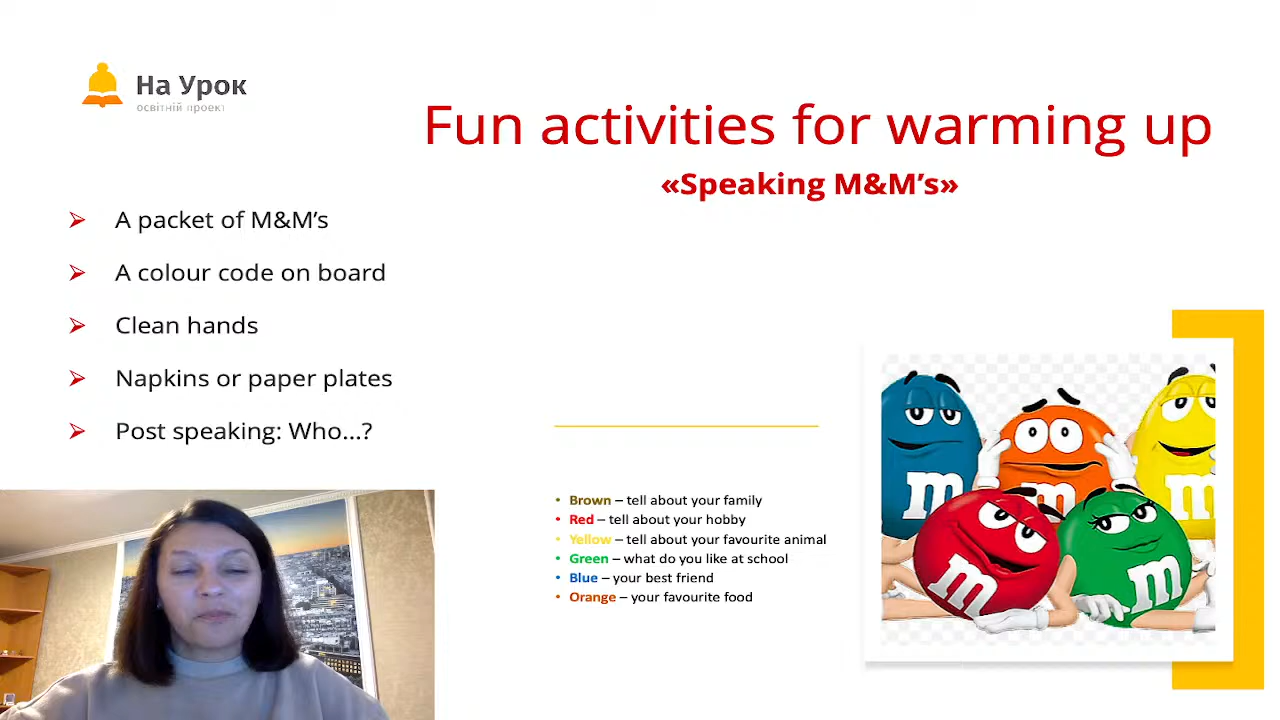 На Урок
освітній проект
Fun activities for warming up
«Speaking M&M’s»
A packet of M&M’s
A colour code on board
Clean hands
Napkins or paper plates
Post speaking: Who…?
Brown – tell about your family
Red – tell about your hobby
Yellow – tell about your favourite animal
Green – what do you like at school
Blue – your best friend
Orange – your favourite food
m
m
m
m
m